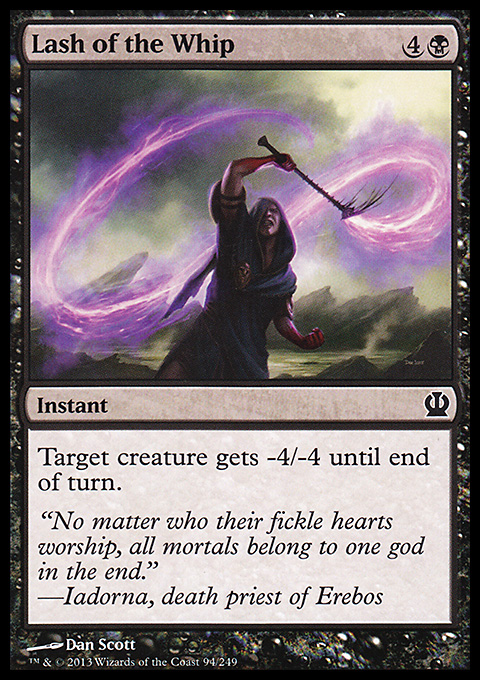 Lash of the Whip 4
Instant
Target creature gets -4/-4 until end
of turn.
“No matter who their fickle hearts
worship, all mortals belong to one god
in the end.”
—Iadorna, death priest of Erebos
Dan Scott
™ & © 2013 Wizards of the Coast 94/249